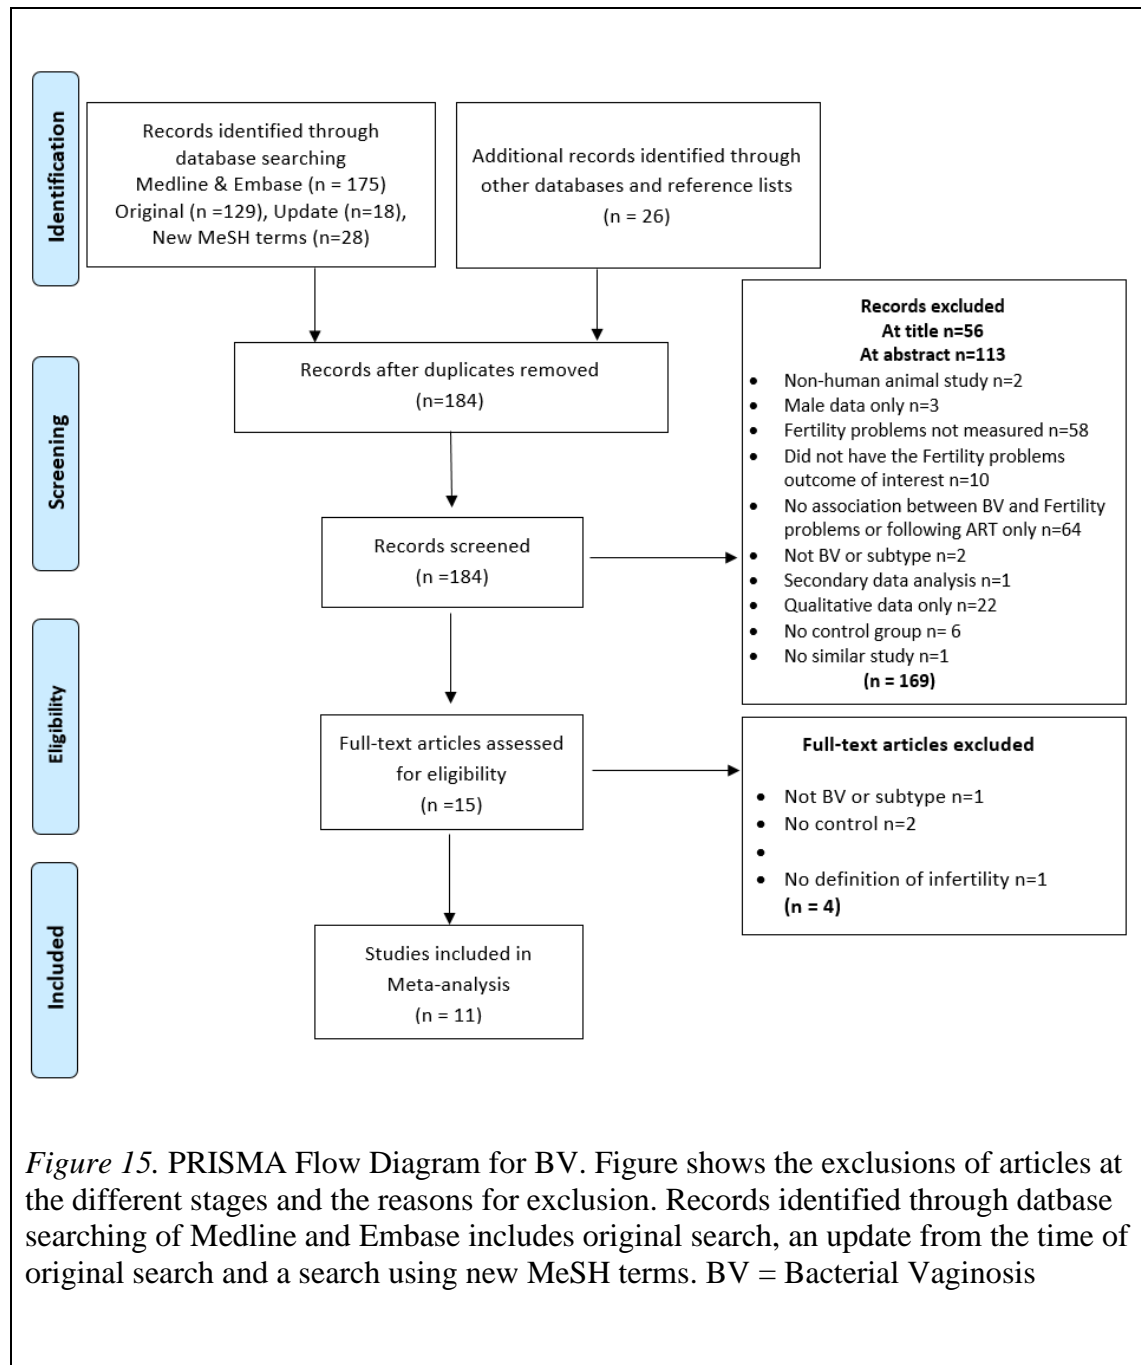 Identification
Records identified through
database searching
Medline & Embase (n = 175)
Original (n =129), Update (n=18),
New MeSH terms (n=28)
Additional records identified through
other databases and reference lists
(n = 26)
Screening
Records after duplicates removed
(n=184)
Records screened
(n =184)
Records excluded
At title n=56
At abstract n=113
• Non-human animal study n=2
• Male data only n=3
• Fertility problems not measured n=58
• Did not have the Fertility problems
outcome of interest n=10
• No association between BV and Fertility
problems or following ART only n=64
• Not BV or subtype n=2
• Secondary data analysis n=1
• Qualitative data only n=22
• No control group n= 6
• No similar study n=1
(n = 169)
Eligibility
Full-text articles assessed
for eligibility
(n =15)
Full-text articles excluded
• Not BV or subtype n=1
• No control n=2
•
• No definition of infertility n=1
(n = 4)
Included
Studies included in
Meta-analysis
(n = 11)
Figure 15. PRISMA Flow Diagram for BV. Figure shows the exclusions of articles at
the different stages and the reasons for exclusion. Records identified through datbase
searching of Medline and Embase includes original search, an update from the time of
original search and a search using new MeSH terms. BV = Bacterial Vaginosis